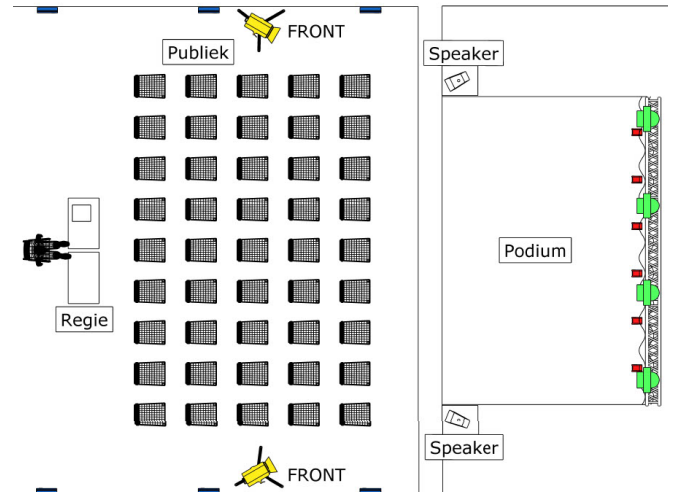 FRONT
Publiek
Speaker
Podium
Regie
Speaker
FRONT